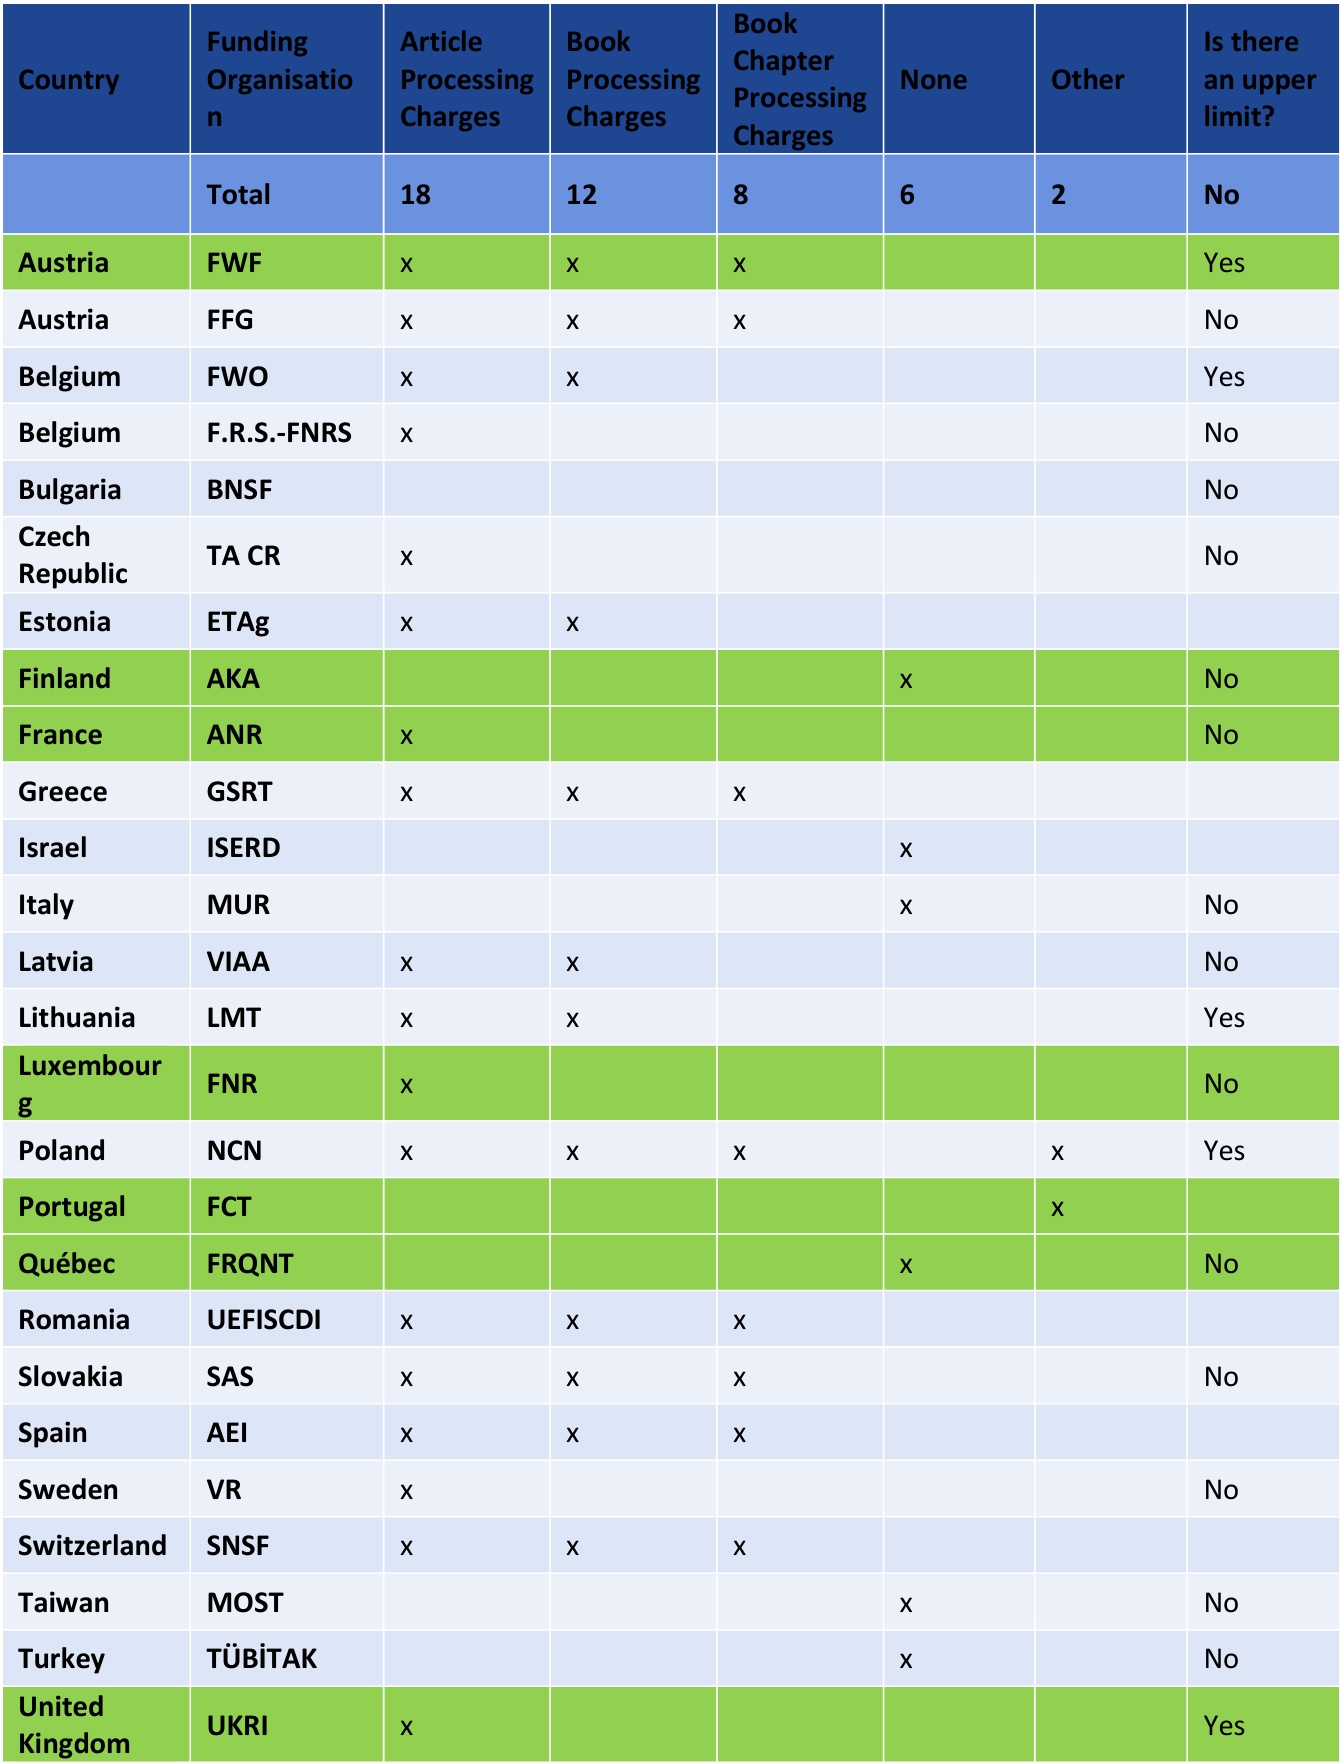 Country Funding Organisatio n Article Processing Charges Book Processing Charges Book Chapter Processing Charges None Other Is there an upper limit?
Total 18 12 8 6 2 No
Austria FWF x x x Yes
Austria FFG x x x No
Belgium FWO x x Yes
Belgium F.R.S.-FNRS x No
Bulgaria BNSF No
Czech Republic TA CR x No
Estonia ETAg x x
Finland AKA x No
France ANR x No
Greece GSRT x x x
Israel ISERD x
Italy MUR x No
Latvia VIAA x x No
Lithuania LMT x x Yes
Luxembour g FNR x No
Poland NCN x x x x Yes
Portugal FCT x
Québec FRQNT x No
Romania UEFISCDI x x x
Slovakia SAS x x x No
Spain AEI x x x
Sweden VR x No
Switzerland SNSF x x x
Taiwan MOST x No
Turkey TÜBİTAK x No
United Kingdom UKRI x Yes